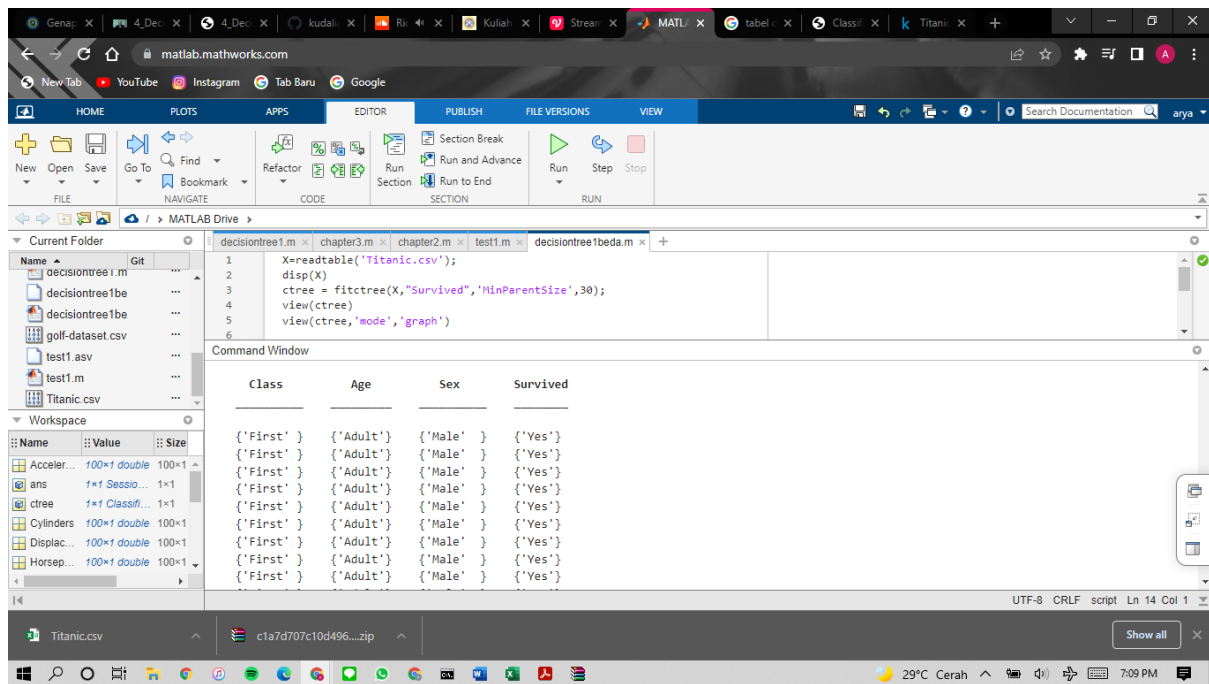 Genap
4_Dec
4_Dec
kudali
Ric
Kuliah
Stream
MATL
tabel
Classif
Titanic
matlab.mathworks.com
A
New Tab
YouTube
Instagram
Tab Baru
Google
HOME
PLOTS
APPS
EDITOR
PUBLISH
FILE VERSIONS
VIEW
Search Documentation
arya
New
Open
Save
Go To
Find
Bookmark
Refactor
Run Section
Section Break
Run and Advance
Run to End
Run
Step
Stop
FILE
NAVIGATE
CODE
SECTION
RUN
/ > MATLAB Drive >
Current Folder
Name
Git
decisiontree1.m
decisiontree1be
decisiontree1be
golf-dataset.csv
test1.asv
test1.m
Titanic.csv
Workspace
Name Value Size
Acceler... 100×1 double 100×1
ans 1×1 Sessio... 1×1
ctree 1×1 Classifi... 1×1
Cylinders 100×1 double 100×1
Displac... 100×1 double 100×1
Horsep... 100×1 double 100×1
decisiontree1.m
chapter3.m
chapter2.m
test1.m
decisiontree1beda.m
1 X=readtable('Titanic.csv');
2 disp(X)
3 ctree = fitctree(X,"Survived",'MinParentSize',30);
4 view(ctree)
5 view(ctree,'mode','graph')
6
Command Window
Class Age Sex Survived
{'First' } {'Adult'} {'Male' } {'Yes'}
{'First' } {'Adult'} {'Male' } {'Yes'}
{'First' } {'Adult'} {'Male' } {'Yes'}
{'First' } {'Adult'} {'Male' } {'Yes'}
{'First' } {'Adult'} {'Male' } {'Yes'}
{'First' } {'Adult'} {'Male' } {'Yes'}
{'First' } {'Adult'} {'Male' } {'Yes'}
{'First' } {'Adult'} {'Male' } {'Yes'}
{'First' } {'Adult'} {'Male' } {'Yes'}
UTF-8 CRLF script Ln 14 Col 1
Titanic.csv
c1a7d707c10d496....zip
Show all
29°C Cerah
7:09 PM